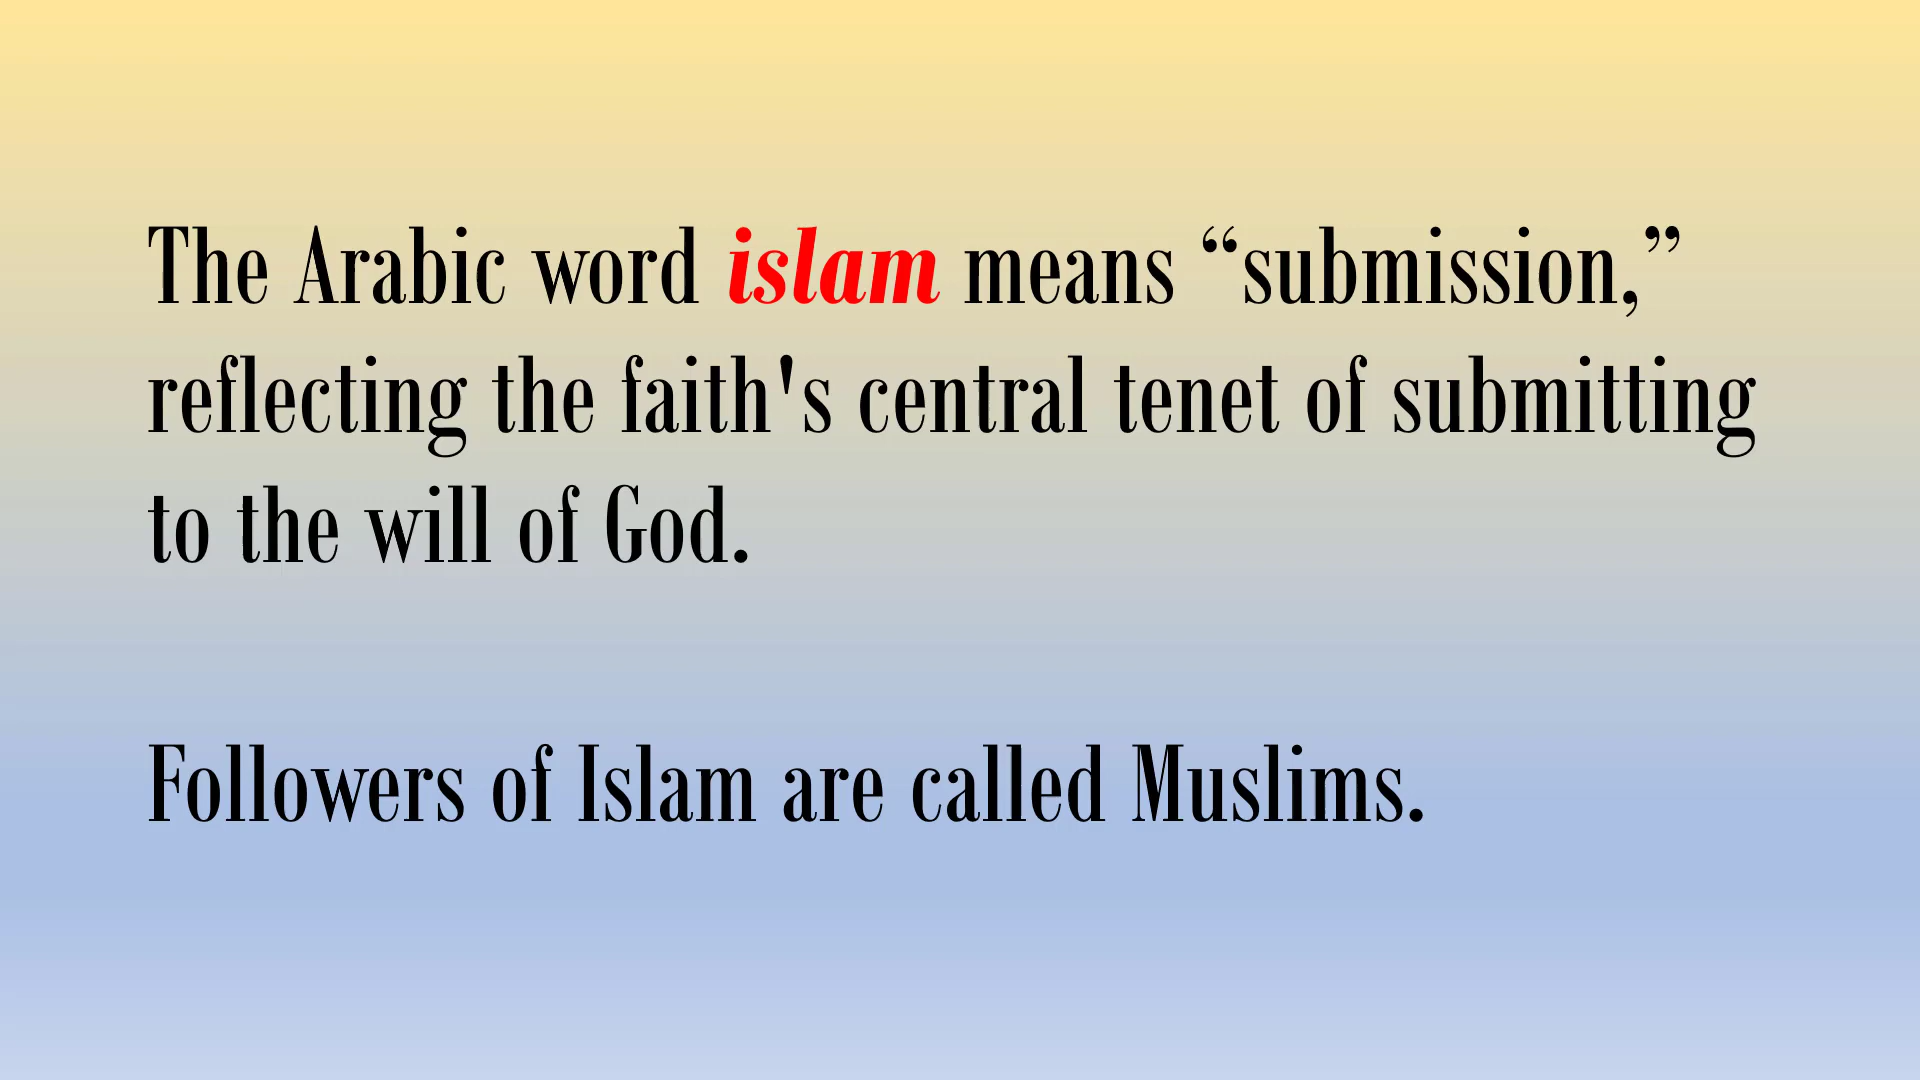 The Arabic word islam means “submission,”
reflecting the faith's central tenet of submitting
to the will of God.
Followers of Islam are called Muslims.